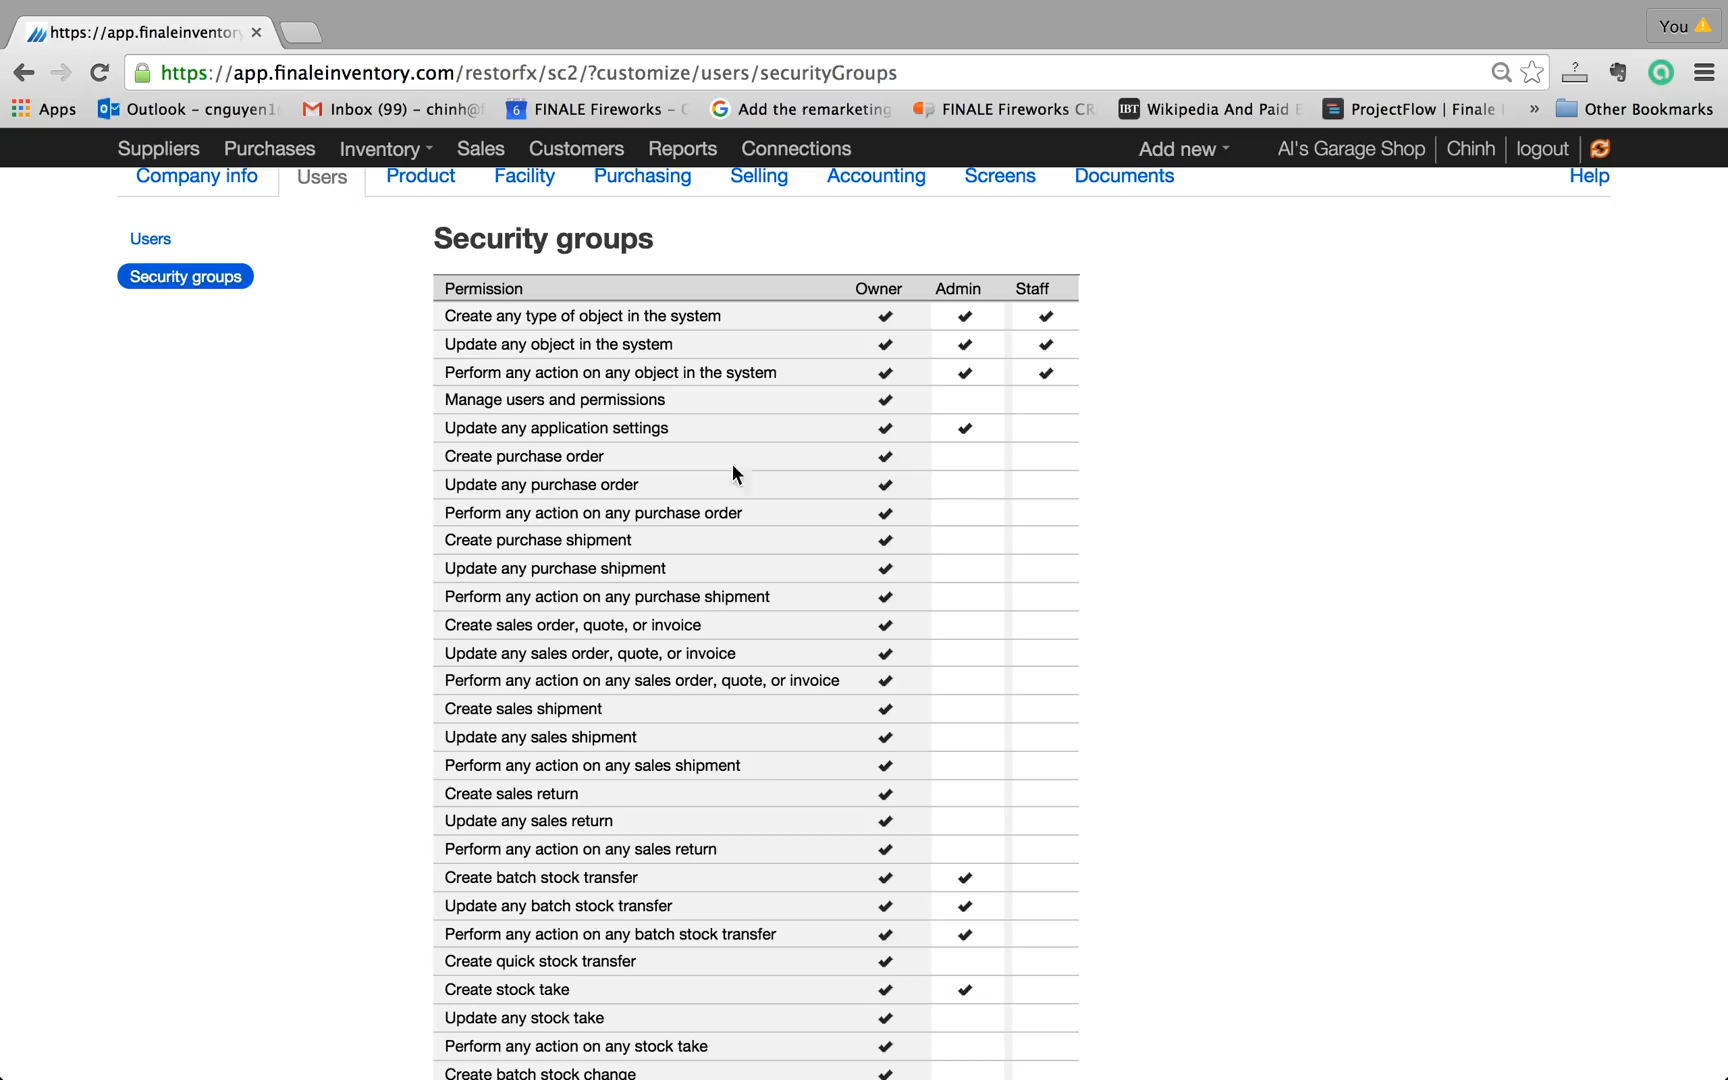 https://app.finaleinventory
You
https://app.finaleinventory.com/restorfx/sc2/?customize/users/securityGroups
Apps Outlook – cnguyen1 Inbox (99) – chinh@f 6 FINALE Fireworks – Add the remarketing FINALE Fireworks CR IBT Wikipedia And Paid ProjectFlow | Finale » Other Bookmarks
Suppliers Purchases Inventory Sales Customers Reports Connections Add new Al's Garage Shop Chinh logout
Company info Users Product Facility Purchasing Selling Accounting Screens Documents Help
Users
Security groups
Security groups
Permission Owner Admin Staff
Create any type of object in the system ✔ ✔ ✔
Update any object in the system ✔ ✔ ✔
Perform any action on any object in the system ✔ ✔ ✔
Manage users and permissions ✔
Update any application settings ✔ ✔
Create purchase order ✔
Update any purchase order ✔
Perform any action on any purchase order ✔
Create purchase shipment ✔
Update any purchase shipment ✔
Perform any action on any purchase shipment ✔
Create sales order, quote, or invoice ✔
Update any sales order, quote, or invoice ✔
Perform any action on any sales order, quote, or invoice ✔
Create sales shipment ✔
Update any sales shipment ✔
Perform any action on any sales shipment ✔
Create sales return ✔
Update any sales return ✔
Perform any action on any sales return ✔
Create batch stock transfer ✔ ✔
Update any batch stock transfer ✔ ✔
Perform any action on any batch stock transfer ✔ ✔
Create quick stock transfer ✔
Create stock take ✔ ✔
Update any stock take ✔
Perform any action on any stock take ✔
Create batch stock change ✔